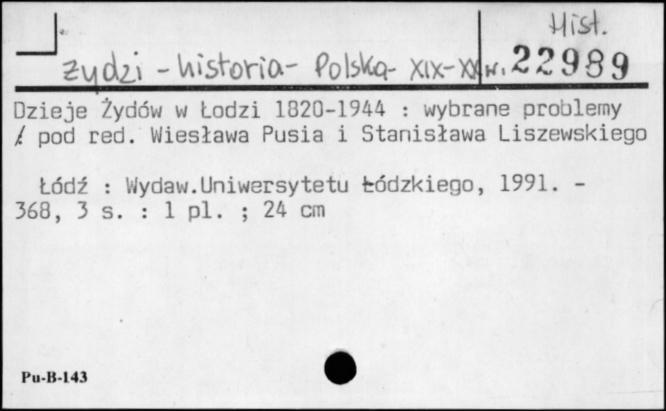 Hist.
Żydzi - historia - Polska - XIX-XX w. 22989
Dzieje Żydów w Łodzi 1820-1944 : wybrane problemy
/ pod red. Wiesława Pusia i Stanisława Liszewskiego
Łódź : Wydaw.Uniwersytetu Łódzkiego, 1991. -
368, 3 s. : 1 pl. ; 24 cm
Pu-B-143